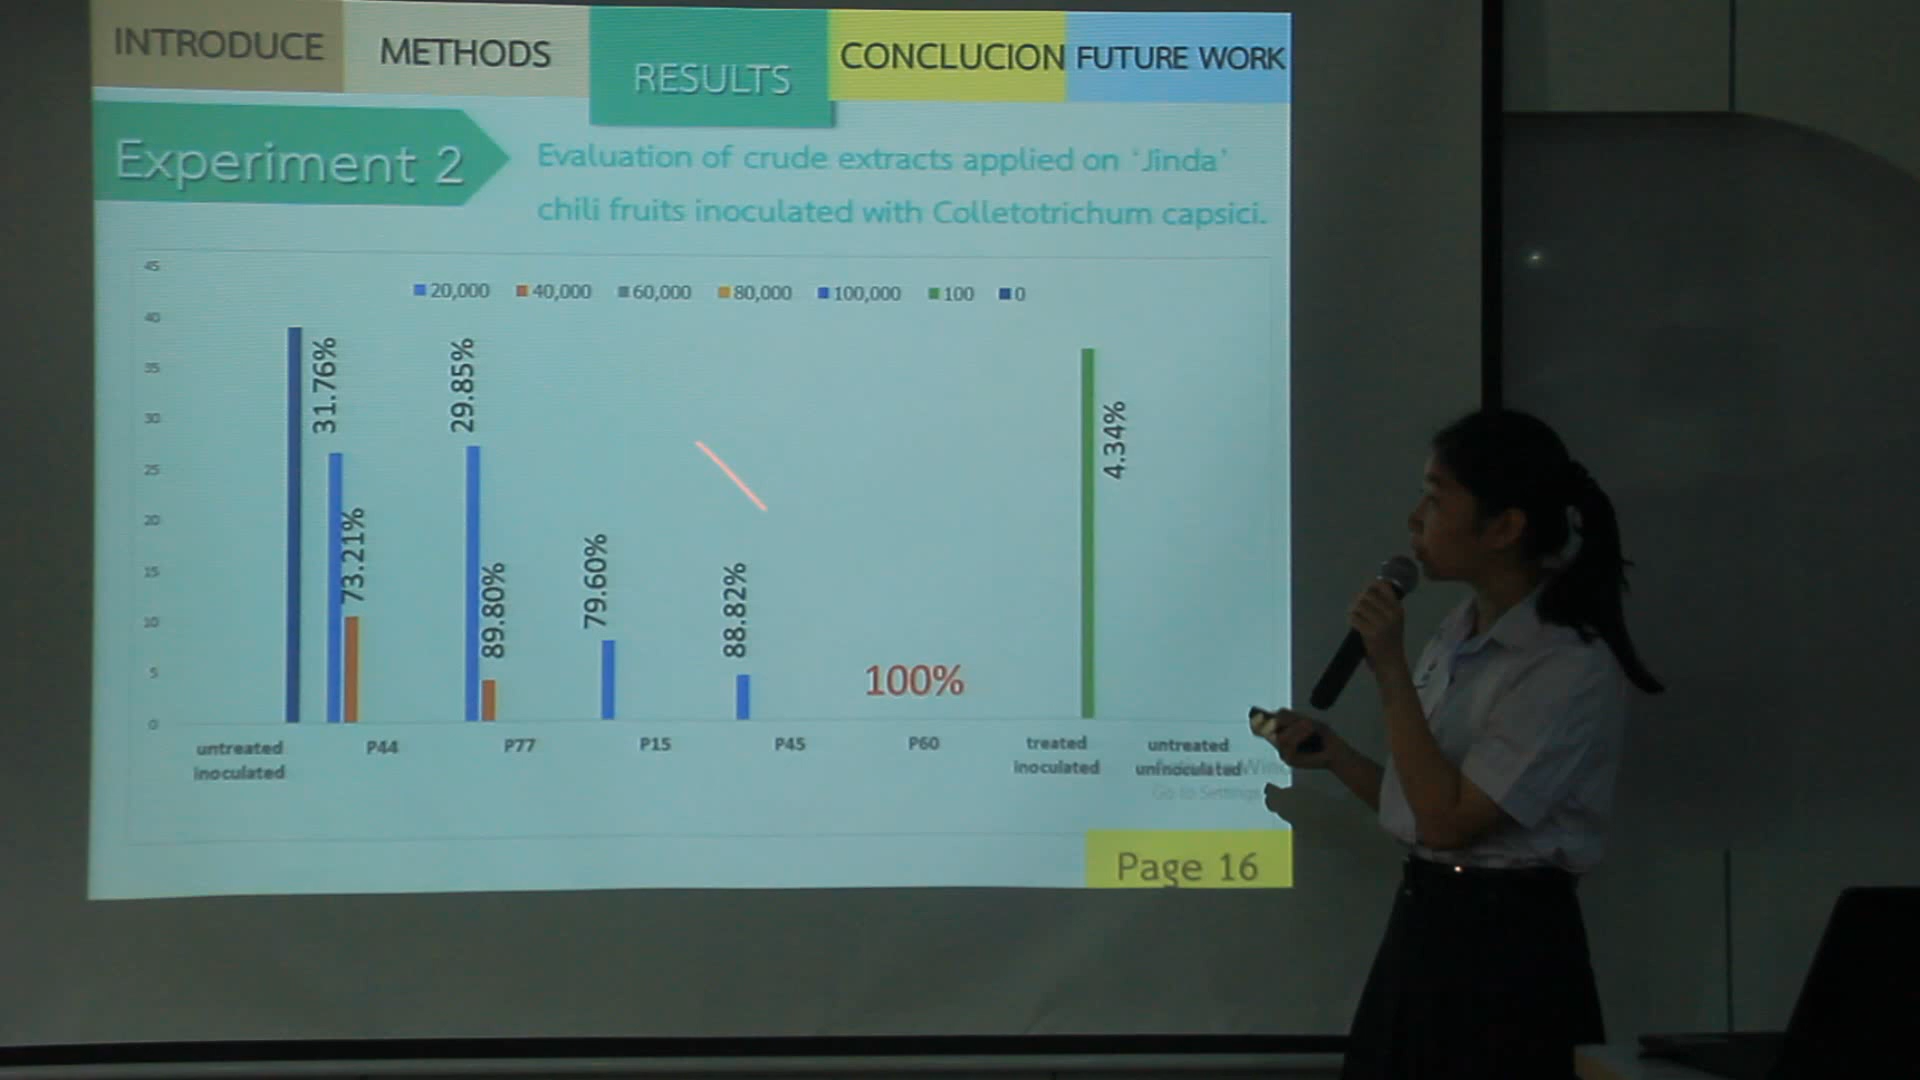 INTRODUCE METHODS RESULTS CONCLUCION FUTURE WORK
Experiment 2
Evaluation of crude extracts applied on 'Jinda'
chili fruits inoculated with Colletotrichum capsici.
20,000 40,000 60,000 80,000 100,000 100 0
45
40
35
30
25
20
15
10
5
0
31.76%
73.21%
29.85%
89.80%
79.60%
88.82%
100%
4.34%
untreated
inoculated
P44
P77
P15
P45
P60
treated
inoculated
untreated
uninoculated
Go to Settings
Page 16